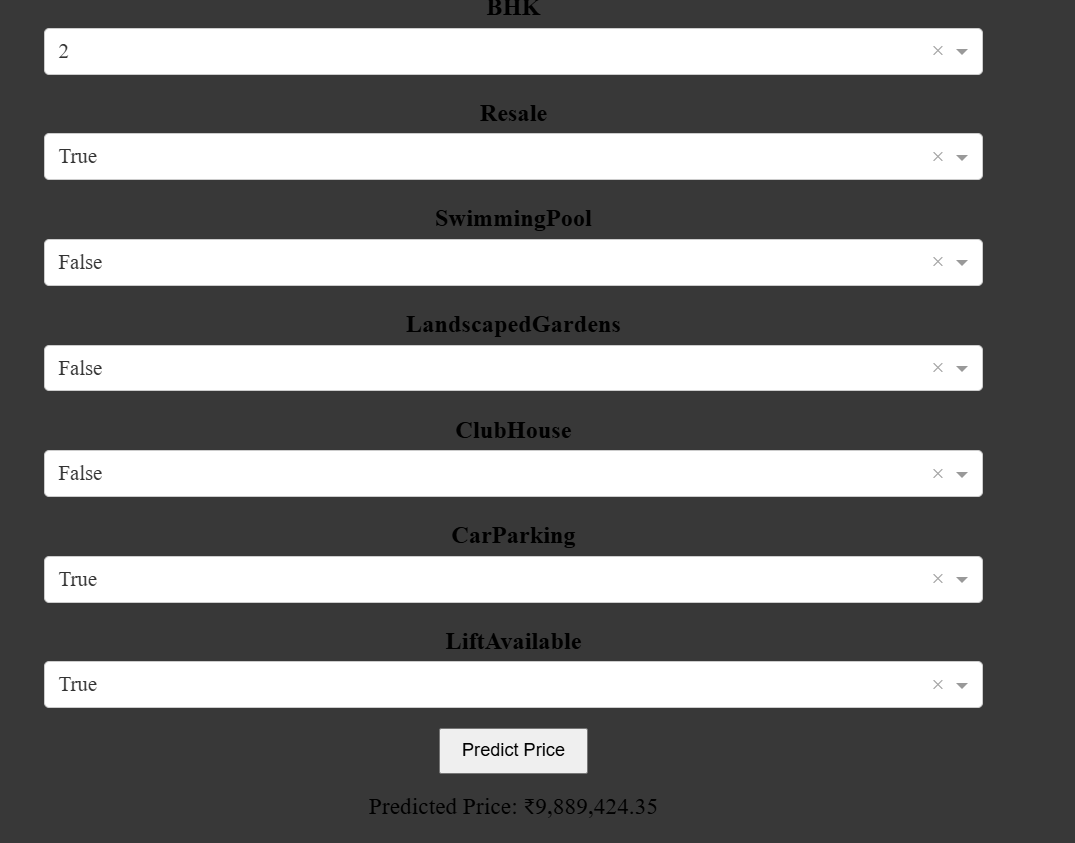 BHK
2
Resale
True
SwimmingPool
False
LandscapedGardens
False
ClubHouse
False
CarParking
True
LiftAvailable
True
Predict Price
Predicted Price: ₹9,889,424.35